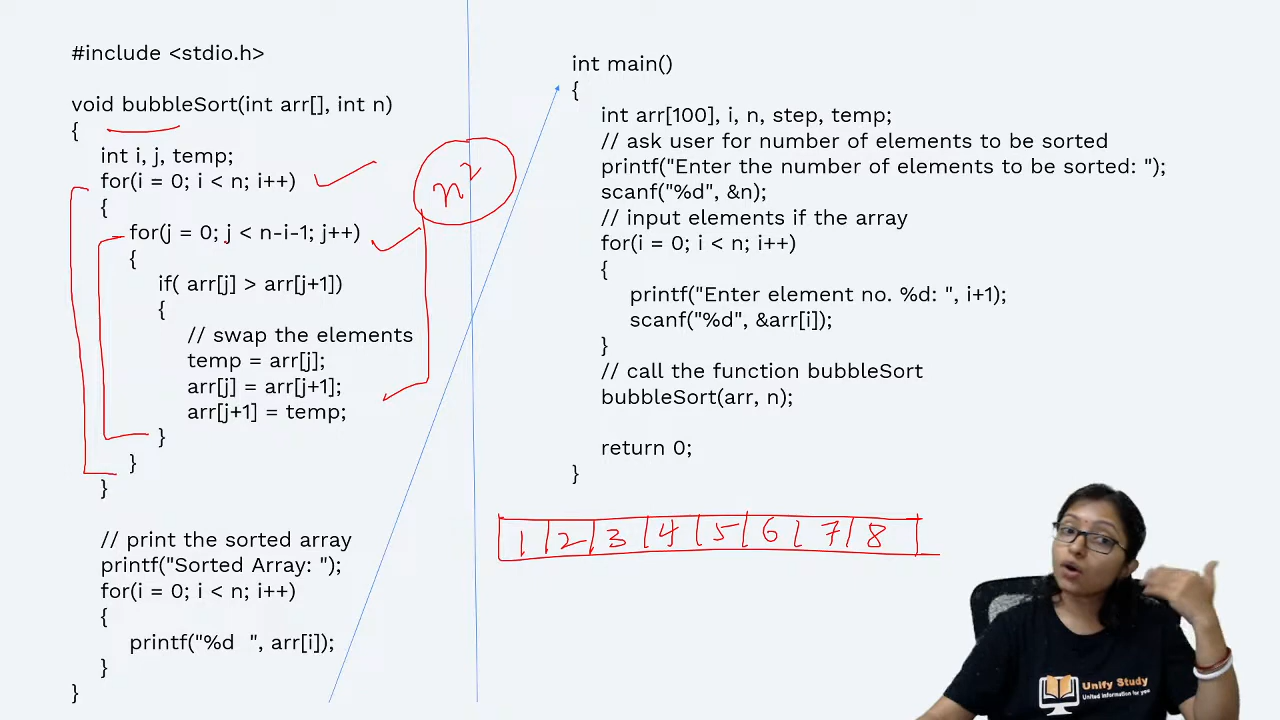 #include <stdio.h>
void bubbleSort(int arr[], int n)
{
int i, j, temp;
for(i = 0; i < n; i++)
{
for(j = 0; j < n-i-1; j++)
{
if( arr[j] > arr[j+1])
{
// swap the elements
temp = arr[j];
arr[j] = arr[j+1];
arr[j+1] = temp;
}
}
}
// print the sorted array
printf("Sorted Array: ");
for(i = 0; i < n; i++)
{
printf("%d  ", arr[i]);
}
}
n²
int main()
{
int arr[100], i, n, step, temp;
// ask user for number of elements to be sorted
printf("Enter the number of elements to be sorted: ");
scanf("%d", &n);
// input elements if the array
for(i = 0; i < n; i++)
{
printf("Enter element no. %d: ", i+1);
scanf("%d", &arr[i]);
}
// call the function bubbleSort
bubbleSort(arr, n);
return 0;
}
1 2 3 4 5 6 7 8
Unify Study
United information for you